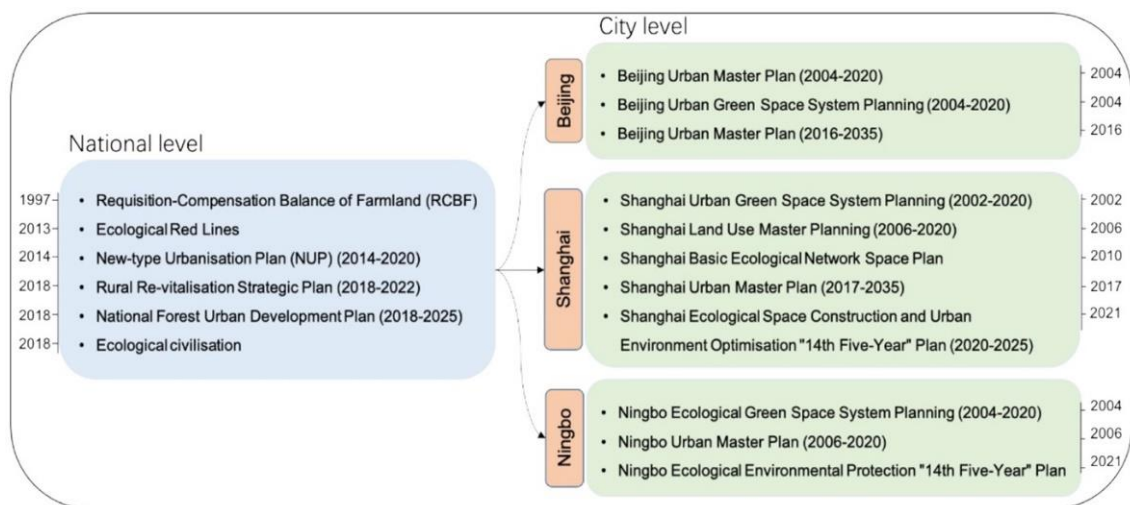 National level
1997
• Requisition-Compensation Balance of Farmland (RCBF)
2013
• Ecological Red Lines
2014
• New-type Urbanisation Plan (NUP) (2014-2020)
2018
• Rural Re-vitalisation Strategic Plan (2018-2022)
2018
• National Forest Urban Development Plan (2018-2025)
2018
• Ecological civilisation
City level
Beijing
• Beijing Urban Master Plan (2004-2020)
2004
• Beijing Urban Green Space System Planning (2004-2020)
2004
• Beijing Urban Master Plan (2016-2035)
2016
Shanghai
• Shanghai Urban Green Space System Planning (2002-2020)
2002
• Shanghai Land Use Master Planning (2006-2020)
2006
• Shanghai Basic Ecological Network Space Plan
2010
• Shanghai Urban Master Plan (2017-2035)
2017
• Shanghai Ecological Space Construction and Urban
2021
Environment Optimisation "14th Five-Year" Plan (2020-2025)
Ningbo
• Ningbo Ecological Green Space System Planning (2004-2020)
2004
• Ningbo Urban Master Plan (2006-2020)
2006
• Ningbo Ecological Environmental Protection "14th Five-Year" Plan
2021